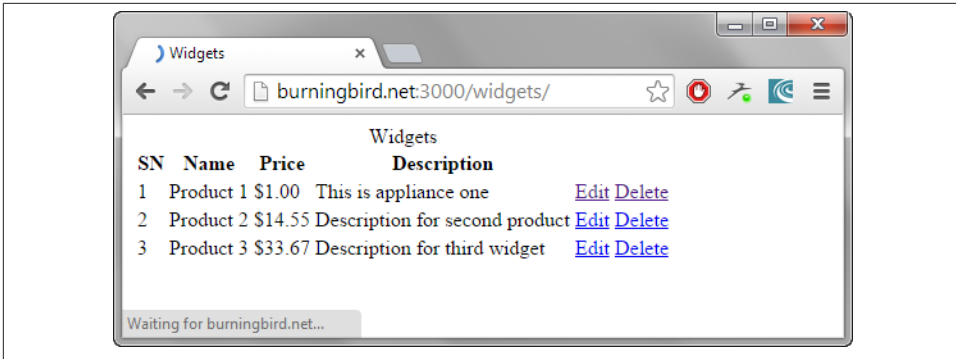 Widgets
burningbird.net:3000/widgets/
Widgets
SN Name Price Description
1 Product 1 $1.00 This is appliance one Edit Delete
2 Product 2 $14.55 Description for second product Edit Delete
3 Product 3 $33.67 Description for third widget Edit Delete
Waiting for burningbird.net...